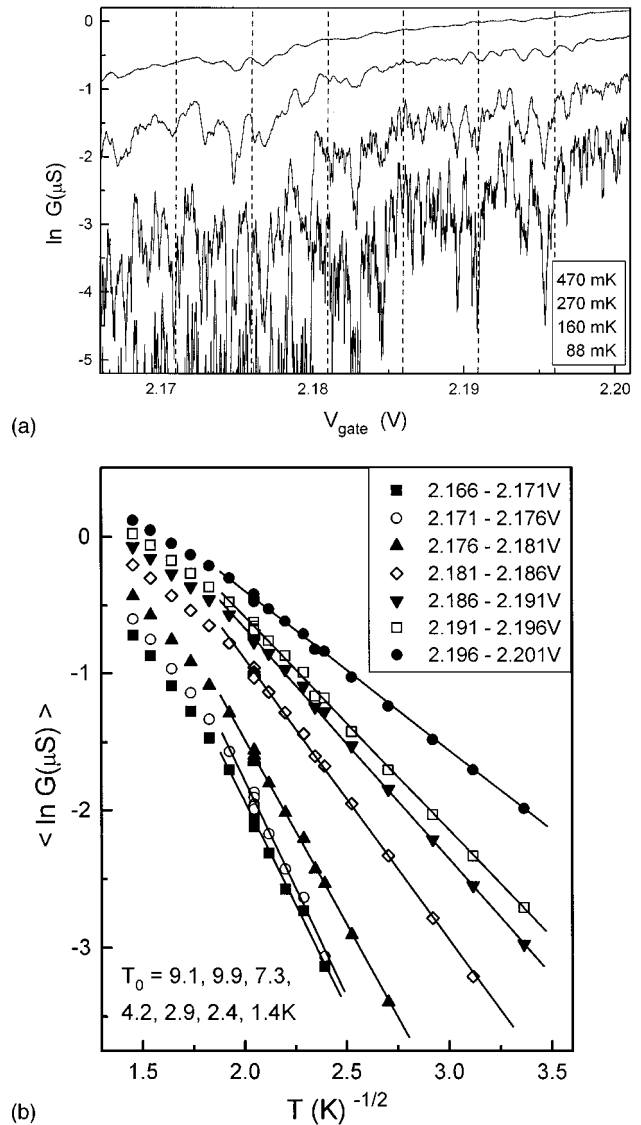 0
-1
-2
-3
-4
-5
ln G(μS)
470 mK
270 mK
160 mK
88 mK
2.17 2.18 2.19 2.20
V_gate (V)
(a)
2.166 - 2.171V
2.171 - 2.176V
2.176 - 2.181V
2.181 - 2.186V
2.186 - 2.191V
2.191 - 2.196V
2.196 - 2.201V
0
-1
-2
-3
< ln G(μS) >
T₀ = 9.1, 9.9, 7.3,
4.2, 2.9, 2.4, 1.4K
1.5 2.0 2.5 3.0 3.5
T (K) ^-1/2
(b)